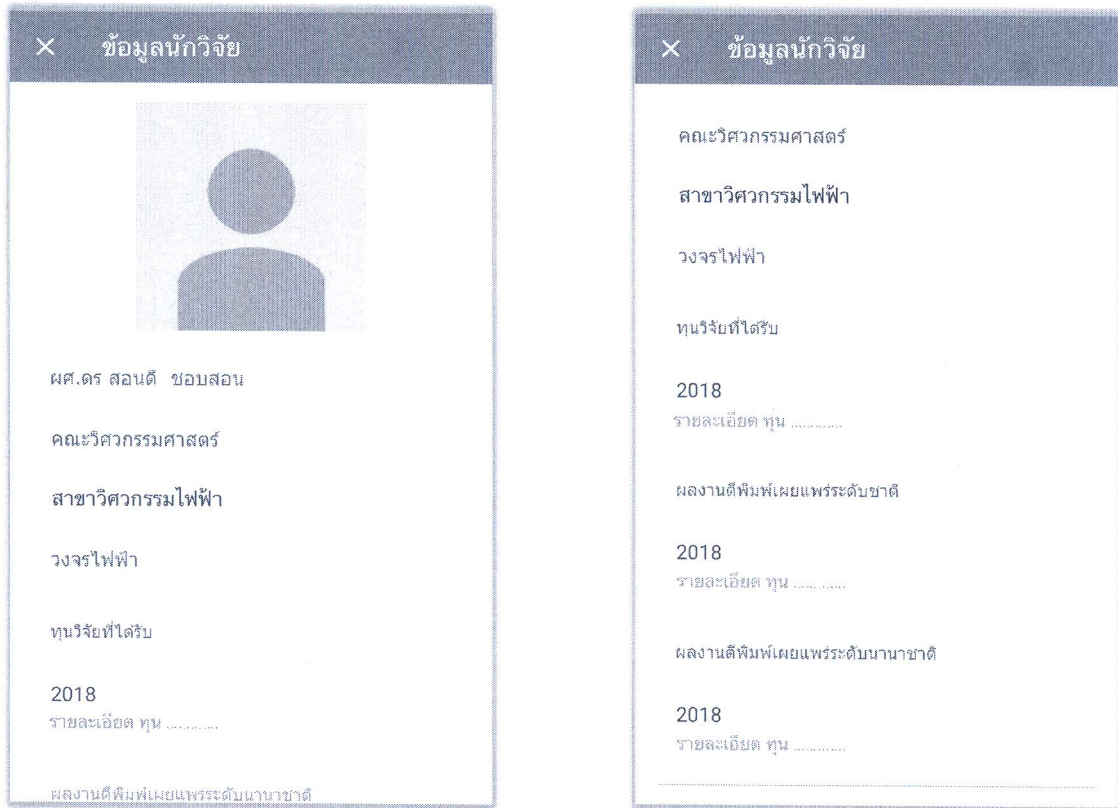 × ข้อมูลนักวิจัย
ผศ.ดร สอนดี ชอบสอน
คณะวิศวกรรมศาสตร์
สาขาวิศวกรรมไฟฟ้า
วงจรไฟฟ้า
ทุนวิจัยที่ได้รับ
2018
รายละเอียด ทุน ............
ผลงานตีพิมพ์เผยแพร่ระดับนานาชาติ
× ข้อมูลนักวิจัย
คณะวิศวกรรมศาสตร์
สาขาวิศวกรรมไฟฟ้า
วงจรไฟฟ้า
ทุนวิจัยที่ได้รับ
2018
รายละเอียด ทุน ............
ผลงานตีพิมพ์เผยแพร่ระดับชาติ
2018
รายละเอียด ทุน ............
ผลงานตีพิมพ์เผยแพร่ระดับนานาชาติ
2018
รายละเอียด ทุน ............